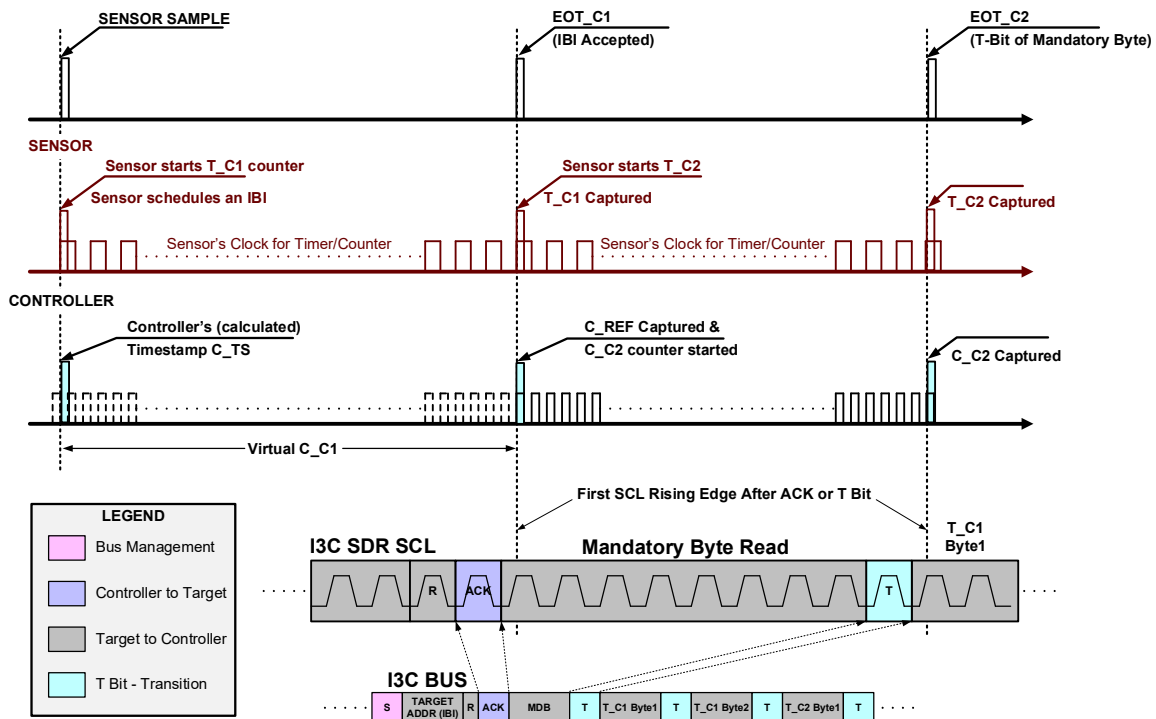 SENSOR SAMPLE
EOT_C1
(IBI Accepted)
EOT_C2
(T-Bit of Mandatory Byte)
SENSOR
Sensor starts T_C1 counter
Sensor schedules an IBI
Sensor starts T_C2
T_C1 Captured
T_C2 Captured
Sensor's Clock for Timer/Counter
Sensor's Clock for Timer/Counter
CONTROLLER
Controller's (calculated)
Timestamp C_TS
C_REF Captured &
C_C2 counter started
C_C2 Captured
Virtual C_C1
First SCL Rising Edge After ACK or T Bit
LEGEND
Bus Management
Controller to Target
Target to Controller
T Bit - Transition
I3C SDR SCL
Mandatory Byte Read
T_C1
Byte1
R
ACK
T
I3C BUS
S
TARGET
ADDR (IBI)
R
ACK
MDB
T
T_C1 Byte1
T
T_C1 Byte2
T
T_C2 Byte1
T